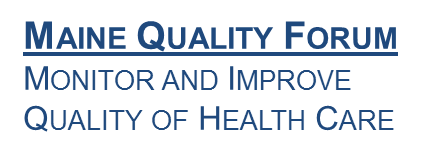 MAINE QUALITY FORUM
MONITOR AND IMPROVE
QUALITY OF HEALTH CARE